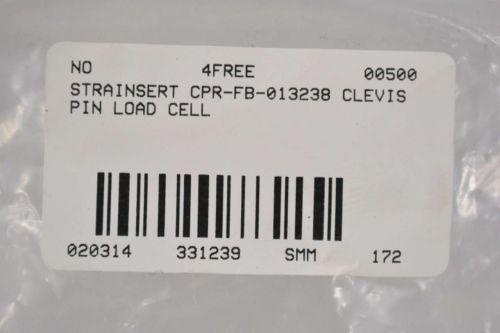 NO 4FREE 00500
STRAINSERT CPR-FB-013238 CLEVIS
PIN LOAD CELL
020314 331239 SMM 172